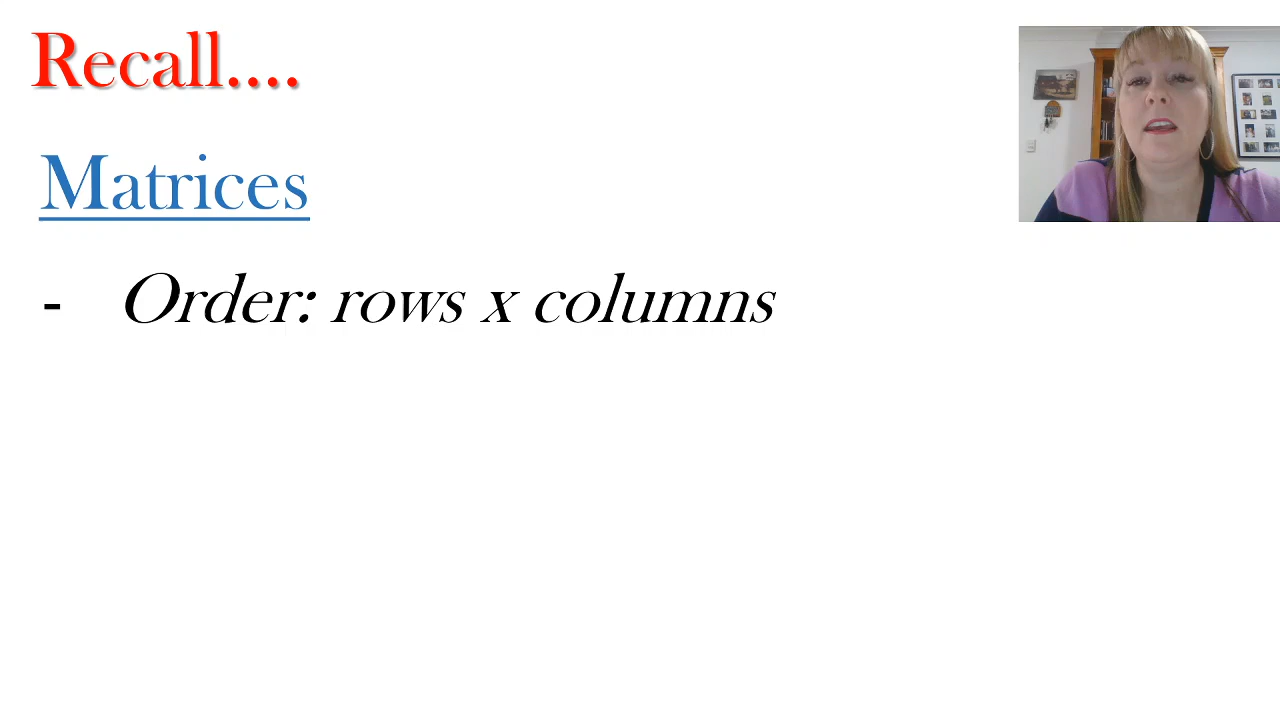 Recall....
Matrices
- Order: rows x columns